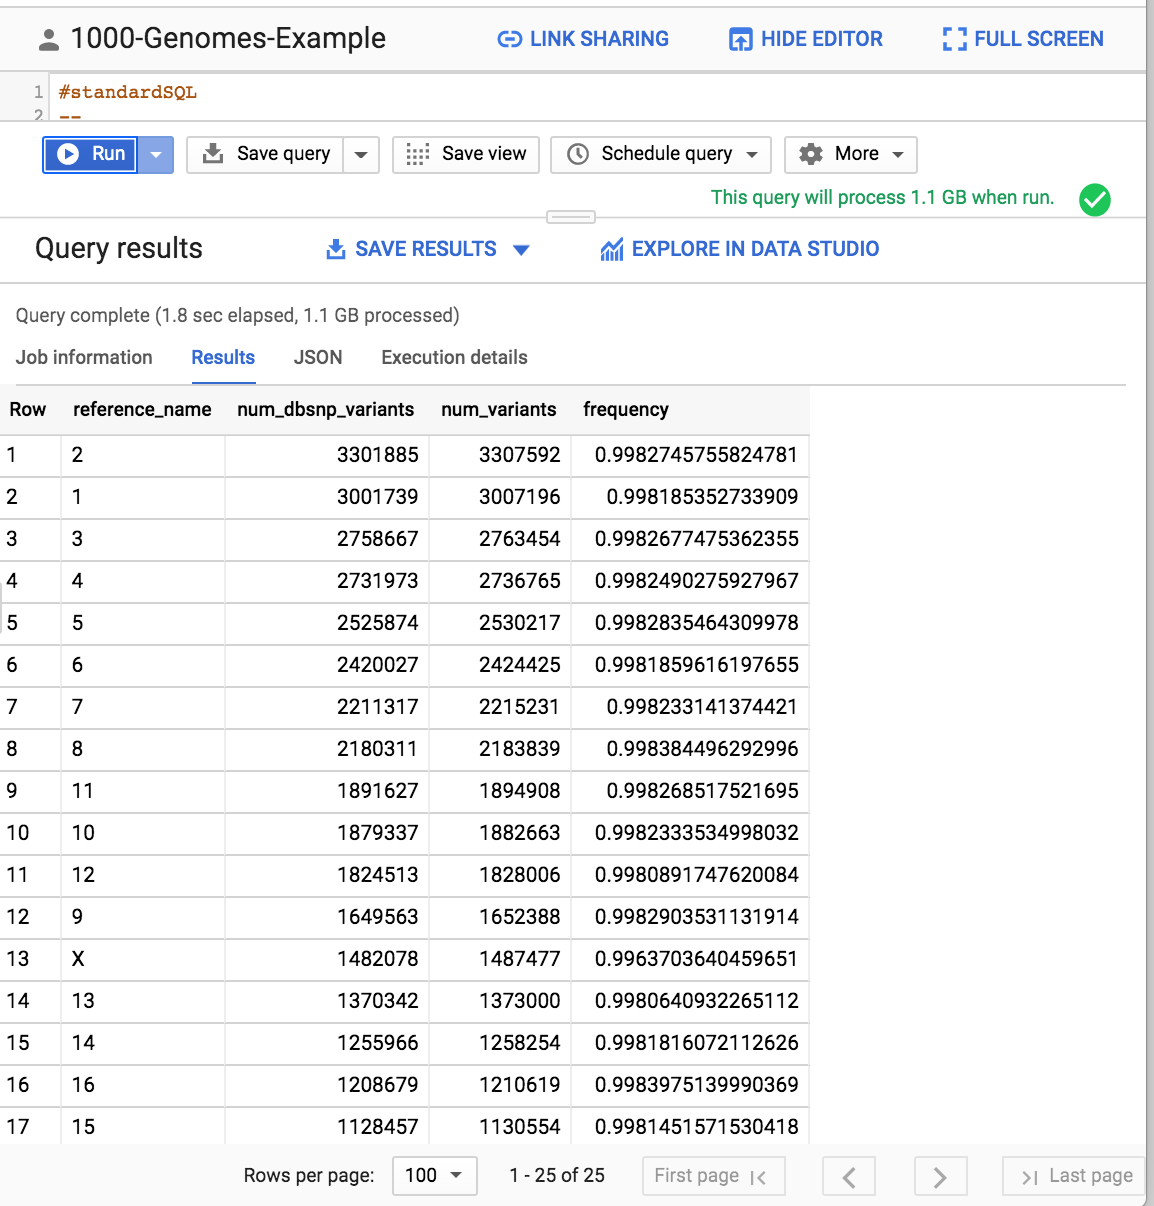 1000-Genomes-Example LINK SHARING HIDE EDITOR FULL SCREEN
1 #standardSQL
2 --
Run Save query Save view Schedule query More
This query will process 1.1 GB when run.
Query results SAVE RESULTS EXPLORE IN DATA STUDIO
Query complete (1.8 sec elapsed, 1.1 GB processed)
Job information Results JSON Execution details
Row reference_name num_dbsnp_variants num_variants frequency
1 2 3301885 3307592 0.9982745755824781
2 1 3001739 3007196 0.998185352733909
3 3 2758667 2763454 0.9982677475362355
4 4 2731973 2736765 0.9982490275927967
5 5 2525874 2530217 0.9982835464309978
6 6 2420027 2424425 0.9981859616197655
7 7 2211317 2215231 0.998233141374421
8 8 2180311 2183839 0.998384496292996
9 11 1891627 1894908 0.998268517521695
10 10 1879337 1882663 0.9982333534998032
11 12 1824513 1828006 0.9980891747620084
12 9 1649563 1652388 0.9982903531131914
13 X 1482078 1487477 0.9963703640459651
14 13 1370342 1373000 0.9980640932265112
15 14 1255966 1258254 0.9981816072112626
16 16 1208679 1210619 0.9983975139990369
17 15 1128457 1130554 0.9981451571530418
Rows per page: 100 1 - 25 of 25 First page Last page